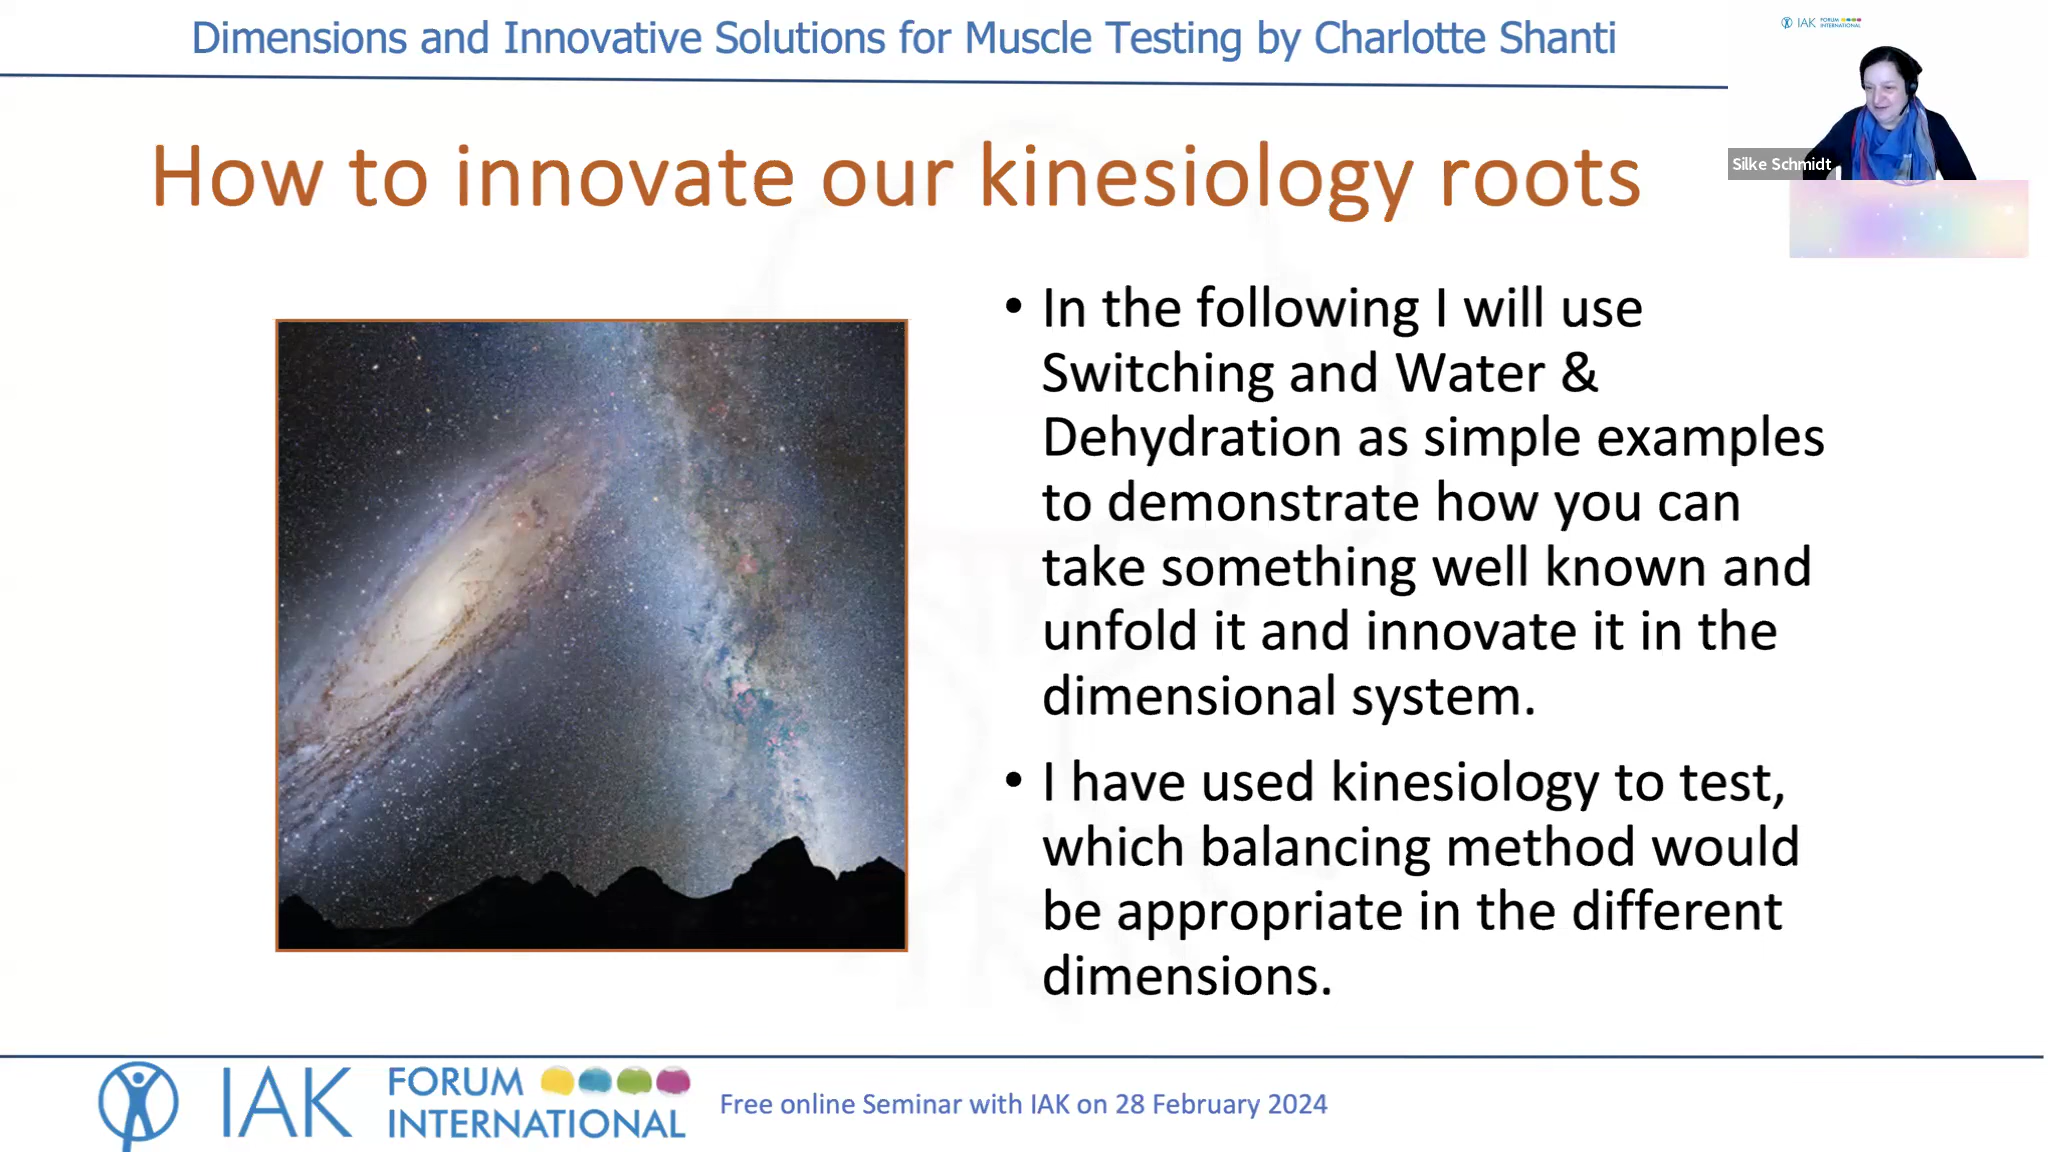 Dimensions and Innovative Solutions for Muscle Testing by Charlotte Shanti
IAK FORUM INTERNATIONAL
Silke Schmidt
How to innovate our kinesiology roots
• In the following I will use
Switching and Water &
Dehydration as simple examples
to demonstrate how you can
take something well known and
unfold it and innovate it in the
dimensional system.
• I have used kinesiology to test,
which balancing method would
be appropriate in the different
dimensions.
IAK
FORUM
INTERNATIONAL
Free online Seminar with IAK on 28 February 2024